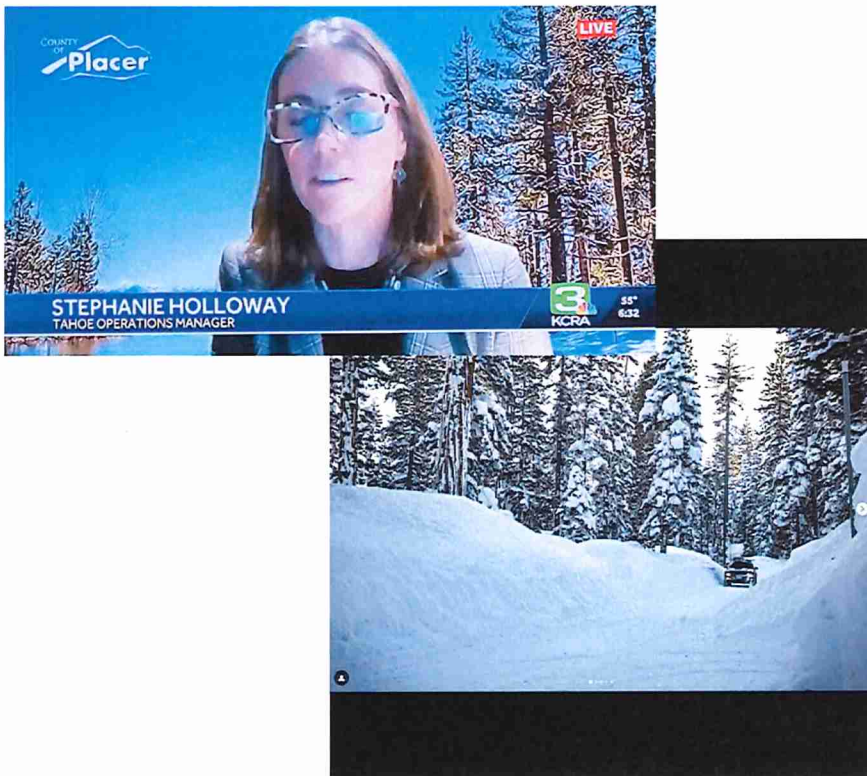 COUNTY
OF
Placer
LIVE
STEPHANIE HOLLOWAY
TAHOE OPERATIONS MANAGER
3
KCRA
55°
6:32